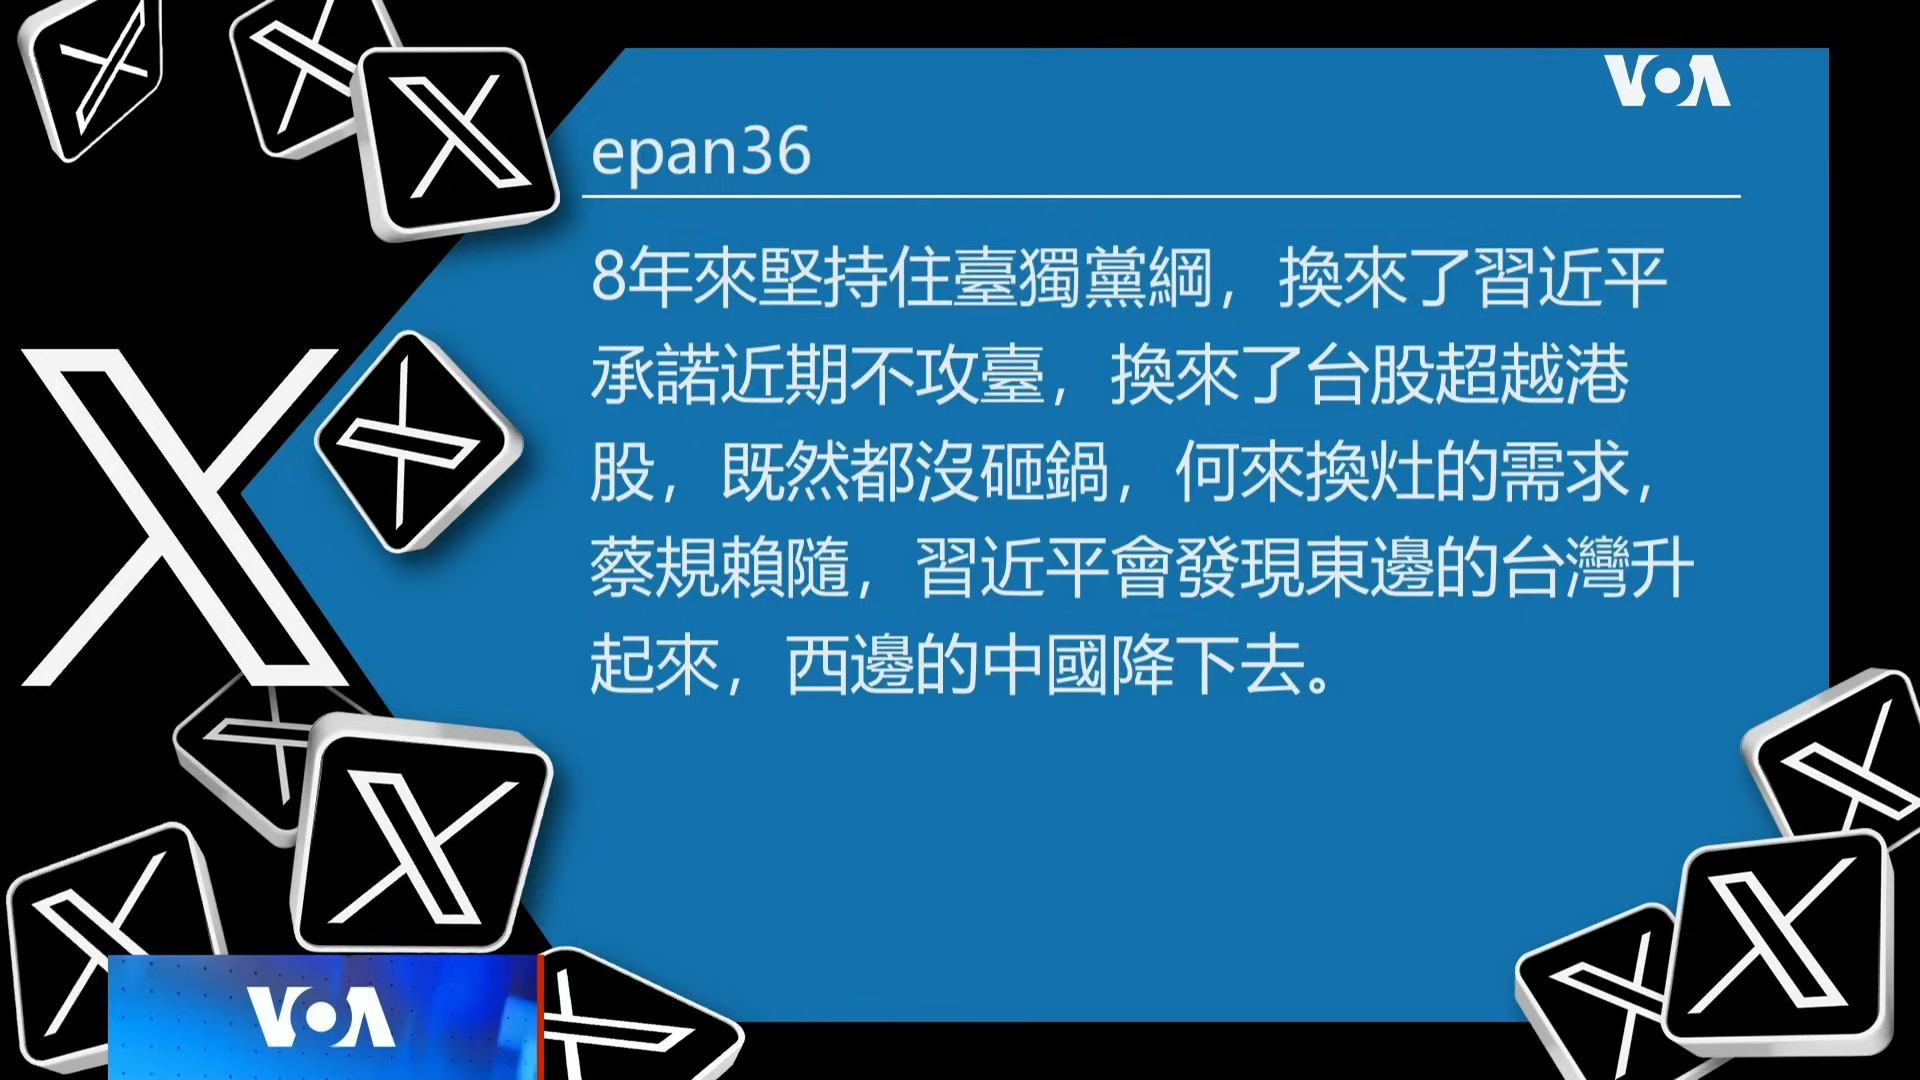 VOA
epan36
8年來堅持住臺獨黨綱，換來了習近平
承諾近期不攻臺，換來了台股超越港
股，既然都沒砸鍋，何來換灶的需求，
蔡規賴隨，習近平會發現東邊的台灣升
起來，西邊的中國降下去。
VOA